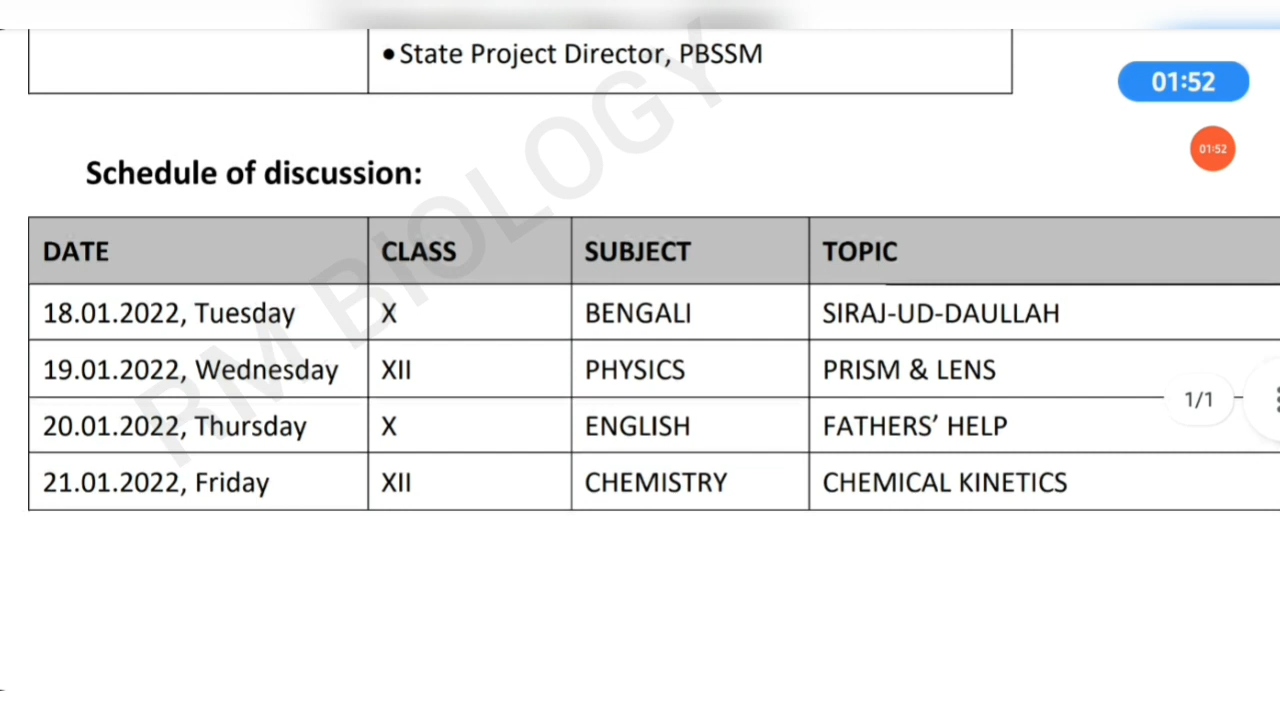 • State Project Director, PBSSM
01:52
01:52
Schedule of discussion:
DATE CLASS SUBJECT TOPIC
18.01.2022, Tuesday X BENGALI SIRAJ-UD-DAULLAH
19.01.2022, Wednesday XII PHYSICS PRISM & LENS
1/1
20.01.2022, Thursday X ENGLISH FATHERS’ HELP
21.01.2022, Friday XII CHEMISTRY CHEMICAL KINETICS
RM BIOLOGY